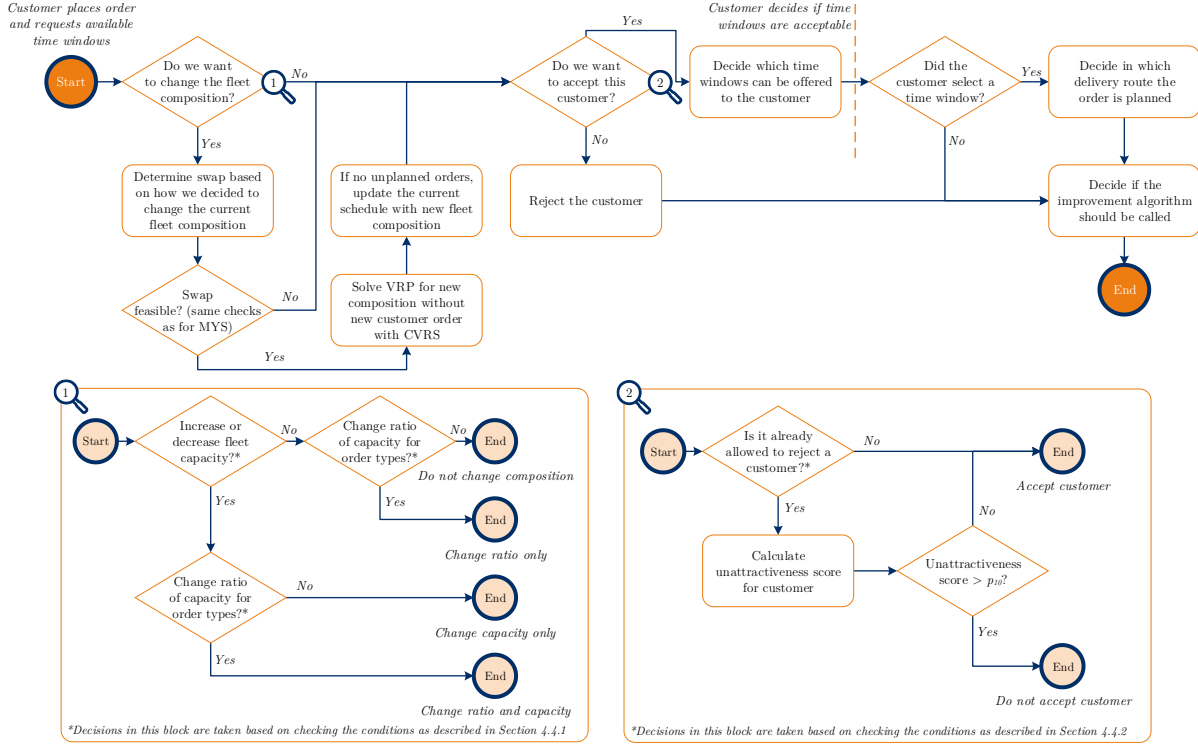 Customer places order
and requests available
time windows
Start
Do we want
to change the fleet
composition?
1
No
Yes
Determine swap based
on how we decided to
change the current
fleet composition
Swap
feasible? (same checks
as for MYS)
No
Yes
Solve VRP for new
composition without
new customer order
with CVRS
If no unplanned orders,
update the current
schedule with new fleet
composition
Do we want
to accept this
customer?
2
Yes
No
Reject the customer
Decide which time
windows can be offered
to the customer
Customer decides if time
windows are acceptable
Did the
customer select a
time window?
Yes
No
Decide in which
delivery route the
order is planned
Decide if the
improvement algorithm
should be called
End
1
Start
Increase or
decrease fleet
capacity?*
No
Change ratio
of capacity for
order types?*
No
End
Do not change composition
Yes
Yes
End
Change ratio only
Change ratio
of capacity for
order types?*
No
End
Change capacity only
Yes
End
Change ratio and capacity
*Decisions in this block are taken based on checking the conditions as described in Section 4.4.1
2
Start
Is it already
allowed to reject a
customer?*
No
End
Accept customer
Yes
No
Calculate
unattractiveness score
for customer
Unattractiveness
score > p₁₀?
Yes
End
Do not accept customer
*Decisions in this block are taken based on checking the conditions as described in Section 4.4.2